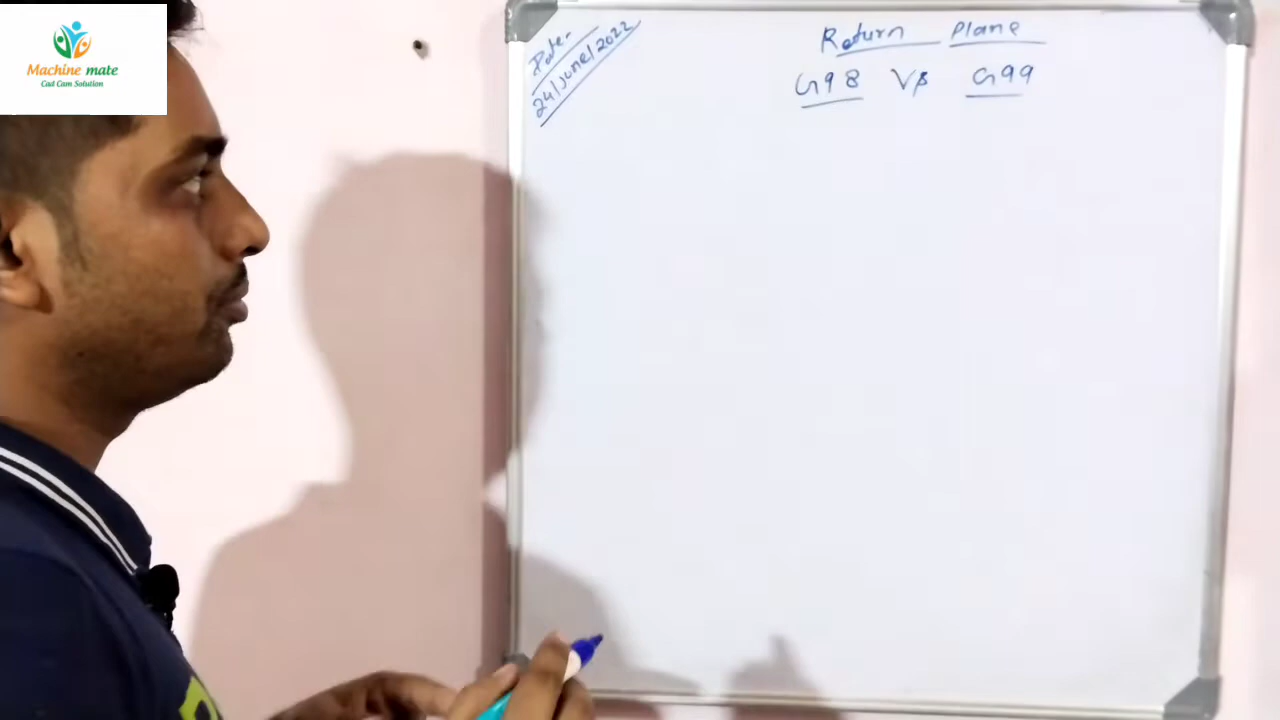 Machine mate
Cad Cam Solution
Date-
24/June/2022
Return Plane
G98 Vs G99